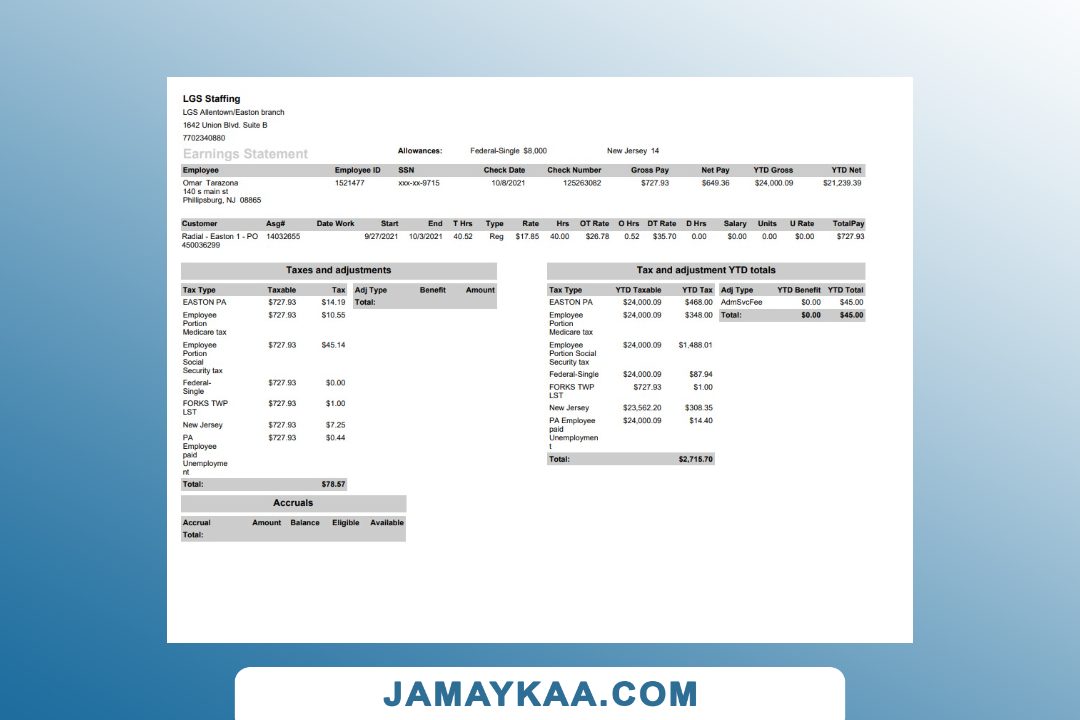 LGS Staffing
LGS Allentown/Easton branch
1642 Union Blvd. Suite B
7702340880
Earnings Statement
Allowances: Federal-Single $8,000 New Jersey 14
Employee Employee ID SSN Check Date Check Number Gross Pay Net Pay YTD Gross YTD Net
Omar Tarazona 1521477 xxx-xx-9715 10/8/2021 125263082 $727.93 $649.36 $24,000.09 $21,239.39
140 s main st
Phillipsburg, NJ 08865
Customer Asg# Date Work Start End T Hrs Type Rate Hrs OT Rate O Hrs DT Rate D Hrs Salary Units U Rate TotalPay
Radial - Easton 1 - PO 14032655 9/27/2021 10/3/2021 40.52 Reg $17.85 40.00 $26.78 0.52 $35.70 0.00 $0.00 0.00 $0.00 $727.93
450036299
Taxes and adjustments
Tax Type Taxable Tax Adj Type Benefit Amount
EASTON PA $727.93 $14.19 Total:
Employee $727.93 $10.55
Portion
Medicare tax
Employee $727.93 $45.14
Portion
Social
Security tax
Federal- $727.93 $0.00
Single
FORKS TWP $727.93 $1.00
LST
New Jersey $727.93 $7.25
PA $727.93 $0.44
Employee
paid
Unemployme
nt
Total: $78.57
Accruals
Accrual Amount Balance Eligible Available
Total:
Tax and adjustment YTD totals
Tax Type YTD Taxable YTD Tax Adj Type YTD Benefit YTD Total
EASTON PA $24,000.09 $468.00 AdmSvcFee $0.00 $45.00
Employee $24,000.09 $348.00 Total: $0.00 $45.00
Portion
Medicare tax
Employee $24,000.09 $1,488.01
Portion Social
Security tax
Federal-Single $24,000.09 $87.94
FORKS TWP $727.93 $1.00
LST
New Jersey $23,562.20 $308.35
PA Employee $24,000.09 $14.40
paid
Unemploymen
t
Total: $2,715.70
JAMAYKAA.COM